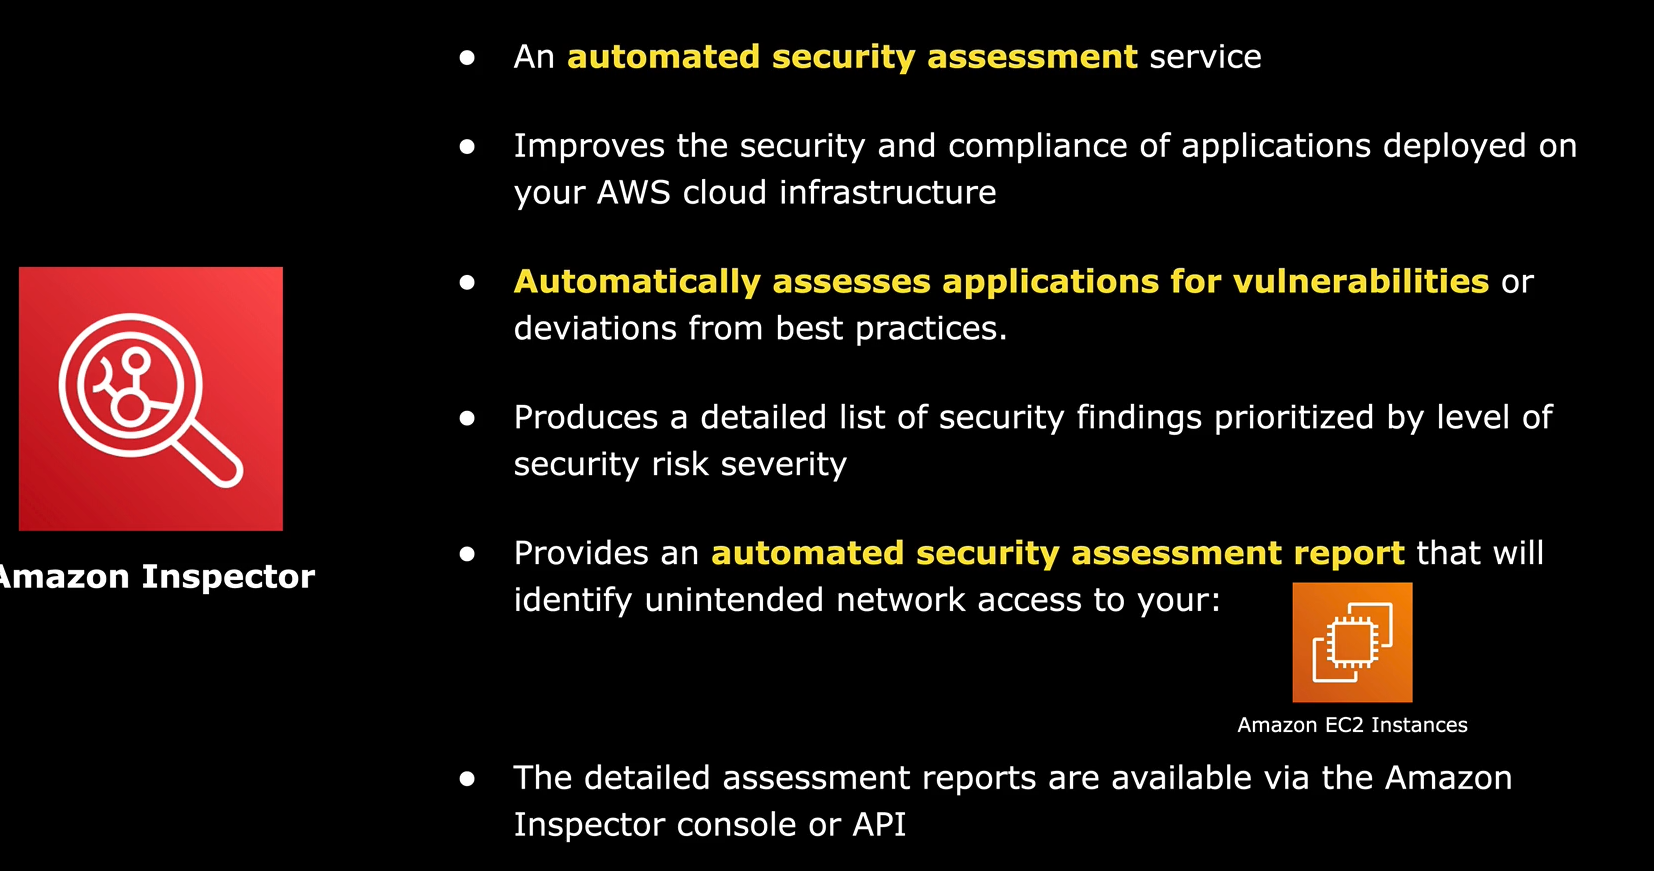 ● An automated security assessment service
● Improves the security and compliance of applications deployed on
your AWS cloud infrastructure
● Automatically assesses applications for vulnerabilities or
deviations from best practices.
● Produces a detailed list of security findings prioritized by level of
security risk severity
Amazon Inspector
● Provides an automated security assessment report that will
identify unintended network access to your:
Amazon EC2 Instances
● The detailed assessment reports are available via the Amazon
Inspector console or API